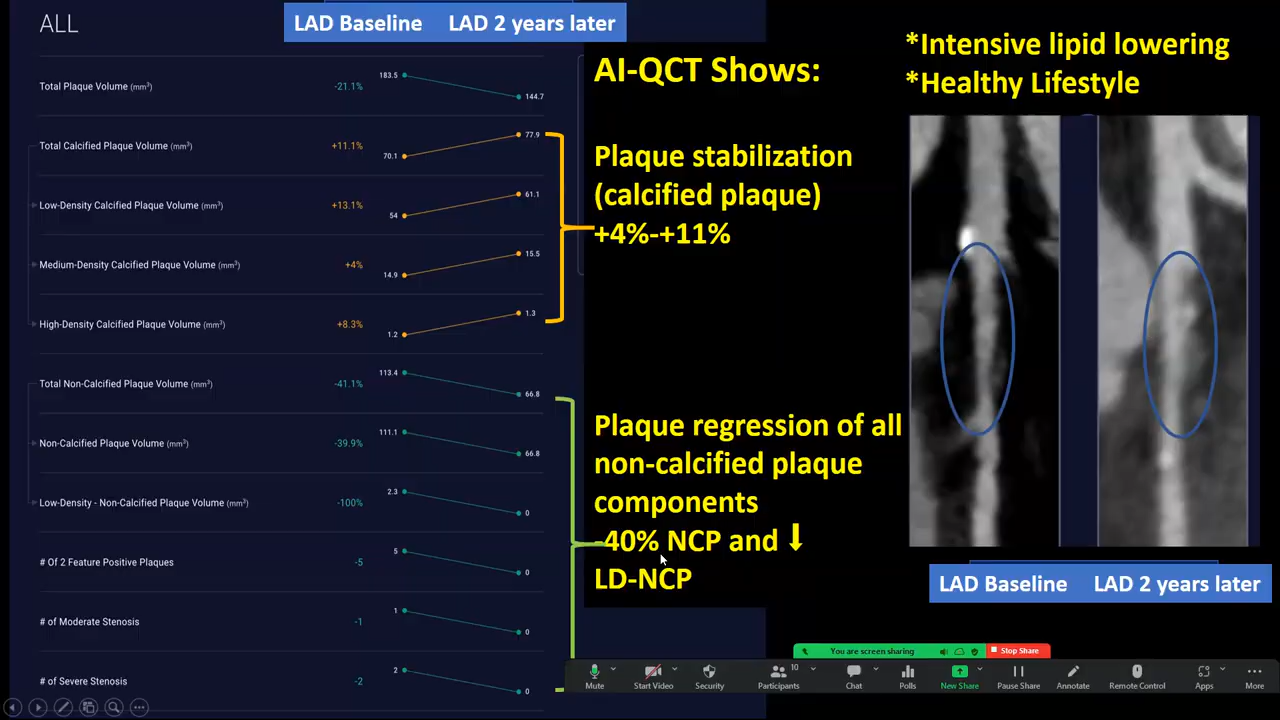 ALL
LAD Baseline LAD 2 years later
Total Plaque Volume (mm³) -21.1% 183.5 144.7
Total Calcified Plaque Volume (mm³) +11.1% 70.1 77.9
Low-Density Calcified Plaque Volume (mm³) +13.1% 54 61.1
Medium-Density Calcified Plaque Volume (mm³) +4% 14.9 15.5
High-Density Calcified Plaque Volume (mm³) +8.3% 1.2 1.3
Total Non-Calcified Plaque Volume (mm³) -41.1% 113.4 66.8
Non-Calcified Plaque Volume (mm³) -39.9% 111.1 66.8
Low-Density - Non-Calcified Plaque Volume (mm³) -100% 2.3 0
# Of 2 Feature Positive Plaques -5 5 0
# of Moderate Stenosis -1 1 0
# of Severe Stenosis -2 2 0
AI-QCT Shows:
Plaque stabilization
(calcified plaque)
+4%-+11%
Plaque regression of all
non-calcified plaque
components
-40% NCP and ⬇
LD-NCP
*Intensive lipid lowering
*Healthy Lifestyle
LAD Baseline LAD 2 years later
You are screen sharing Stop Share
10
Mute Start Video Security Participants Chat Polls New Share Pause Share Annotate Remote Control Apps More